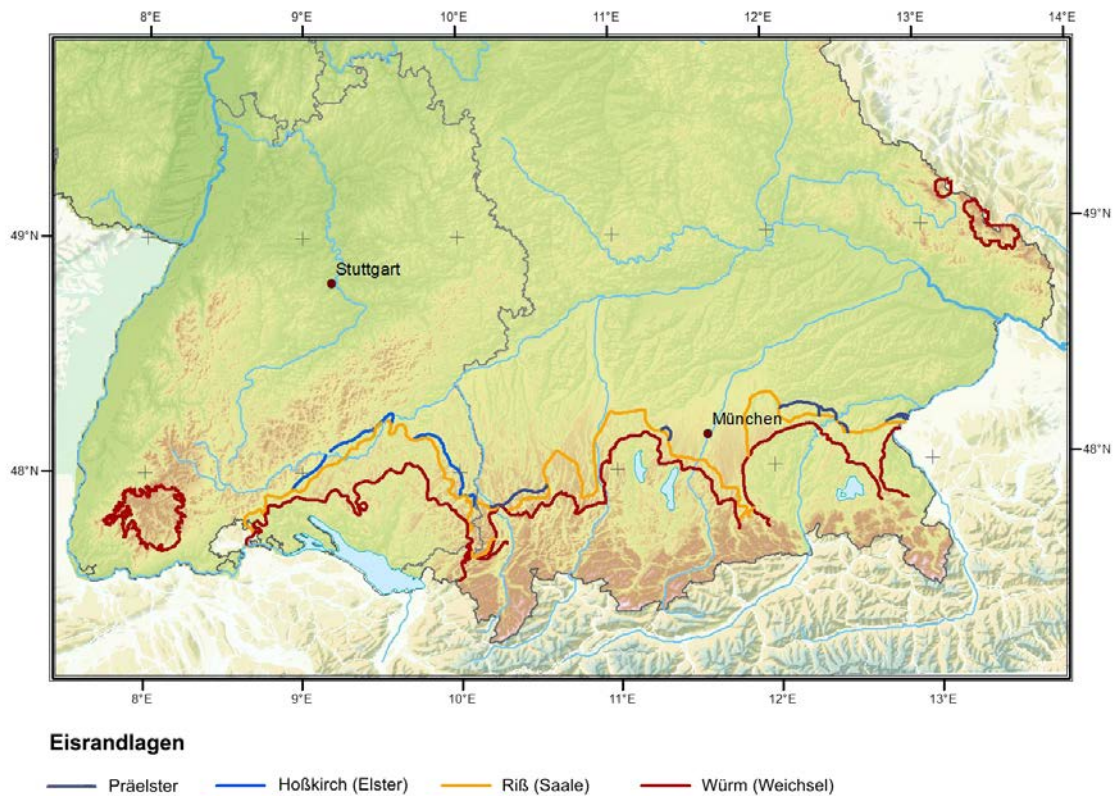 8°E 9°E 10°E 11°E 12°E 13°E 14°E
49°N 49°N
Stuttgart
München
48°N 48°N
8°E 9°E 10°E 11°E 12°E 13°E
Eisrandlagen
Präelster Hoßkirch (Elster) Riß (Saale) Würm (Weichsel)